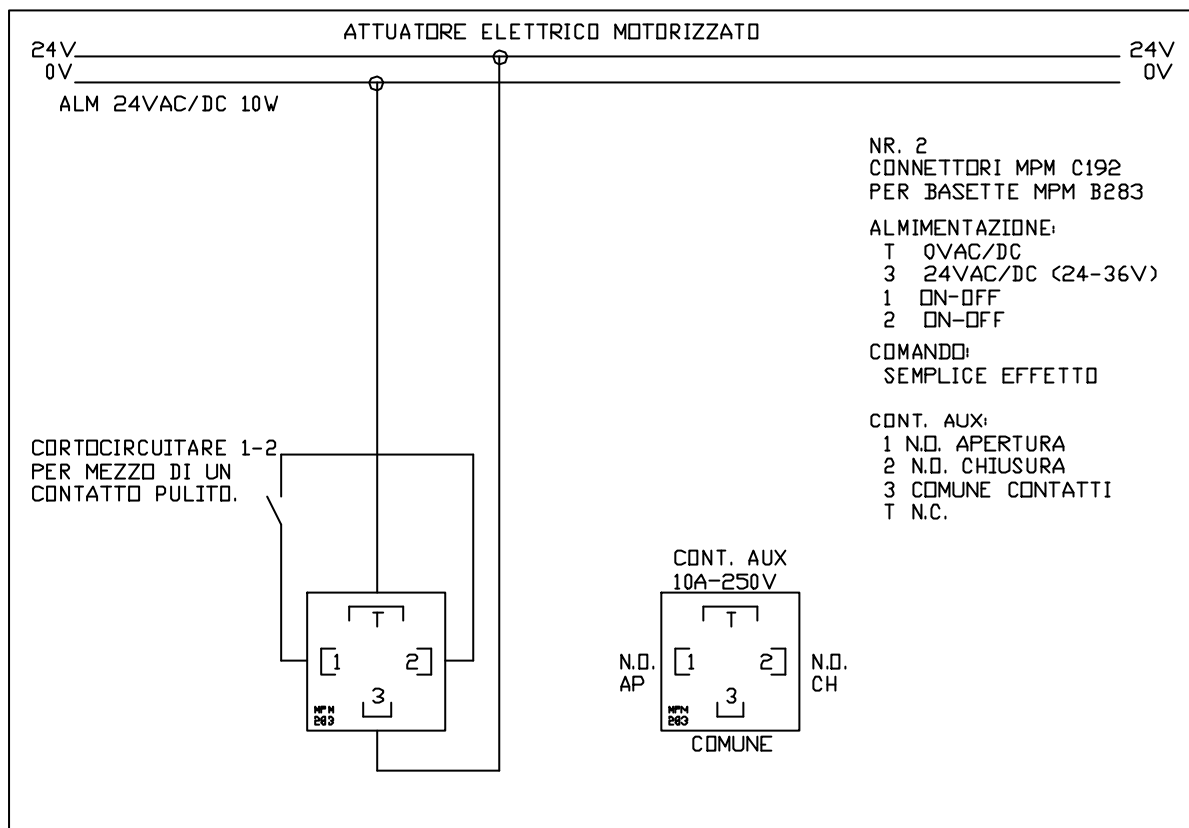 ATTUATORE ELETTRICO MOTORIZZATO
24V
24V
0V
0V
ALM 24VAC/DC 10W
NR. 2
CONNETTORI MPM C192
PER BASETTE MPM B283
ALMIMENTAZIONE:
T 0VAC/DC
3 24VAC/DC (24-36V)
1 ON-OFF
2 ON-OFF
COMANDO:
SEMPLICE EFFETTO
CONT. AUX:
1 N.O. APERTURA
2 N.O. CHIUSURA
3 COMUNE CONTATTI
T N.C.
CORTOCIRCUITARE 1-2
PER MEZZO DI UN
CONTATTO PULITO.
T
1
2
3
MPM
283
CONT. AUX
10A-250V
T
N.O.
AP
1
2
N.O.
CH
3
MPM
283
COMUNE